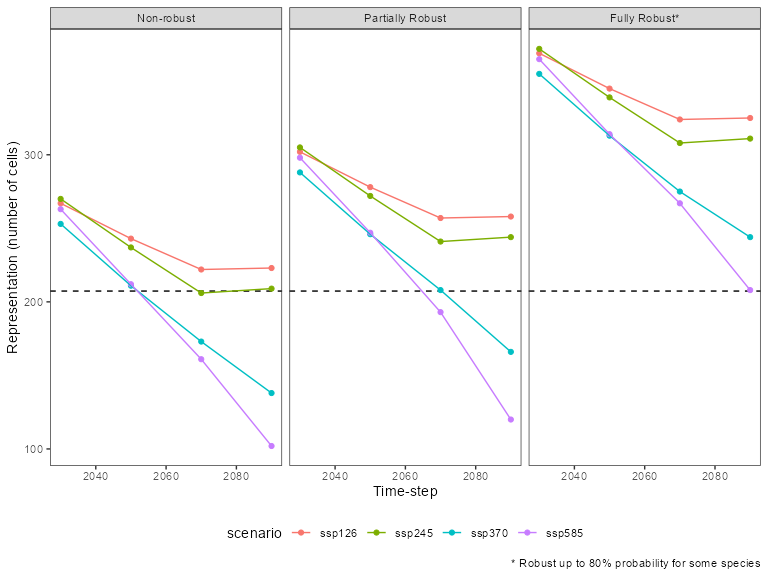 Non-robust
Partially Robust
Fully Robust*
Representation (number of cells)
300
200
100
2040 2060 2080
2040 2060 2080
2040 2060 2080
Time-step
scenario ssp126 ssp245 ssp370 ssp585
* Robust up to 80% probability for some species